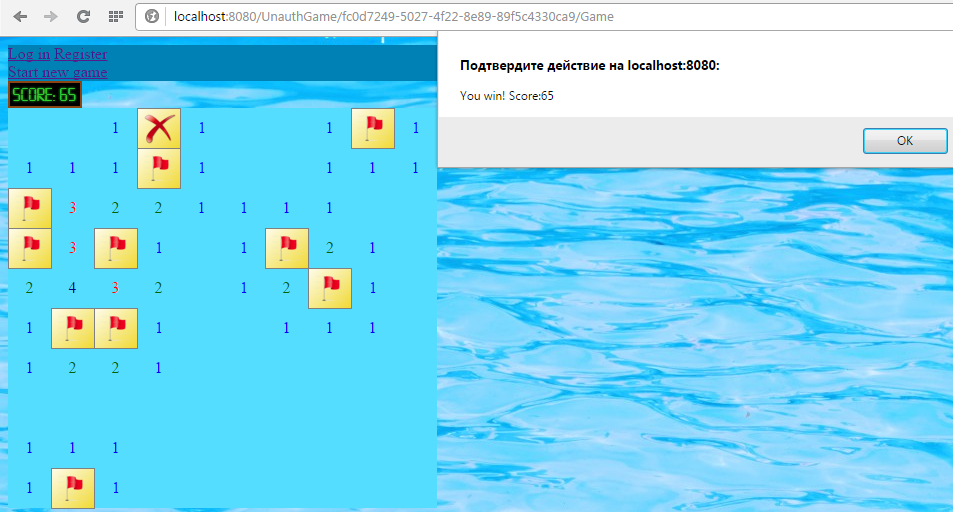 localhost:8080/UnauthGame/fc0d7249-5027-4f22-8e89-89f5c4330ca9/Game
Подтвердите действие на localhost:8080:
You win! Score:65
OK
Log in Register
Start new game
SCORE: 65
1 1 1 1
1 1 1 1 1 1 1
3 2 2 1 1 1 1
3 1 1 2 1
2 4 3 2 1 2 1
1 1 1 1 1
1 2 2 1
1 1 1
1 1